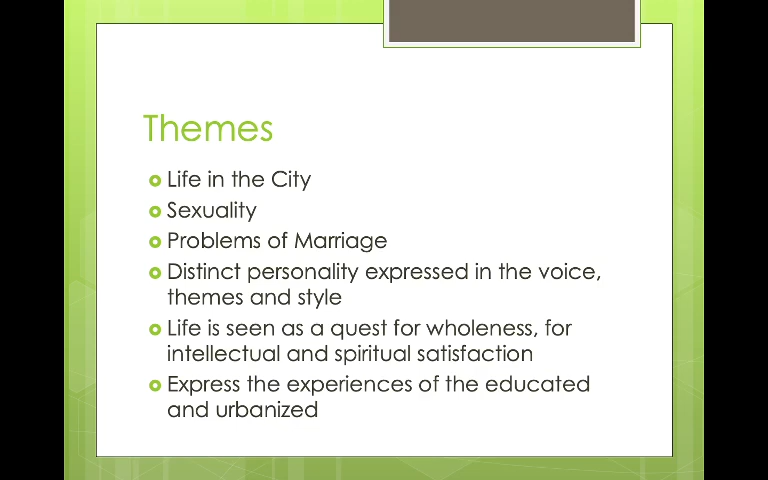 Themes
Life in the City
Sexuality
Problems of Marriage
Distinct personality expressed in the voice,
themes and style
Life is seen as a quest for wholeness, for
intellectual and spiritual satisfaction
Express the experiences of the educated
and urbanized